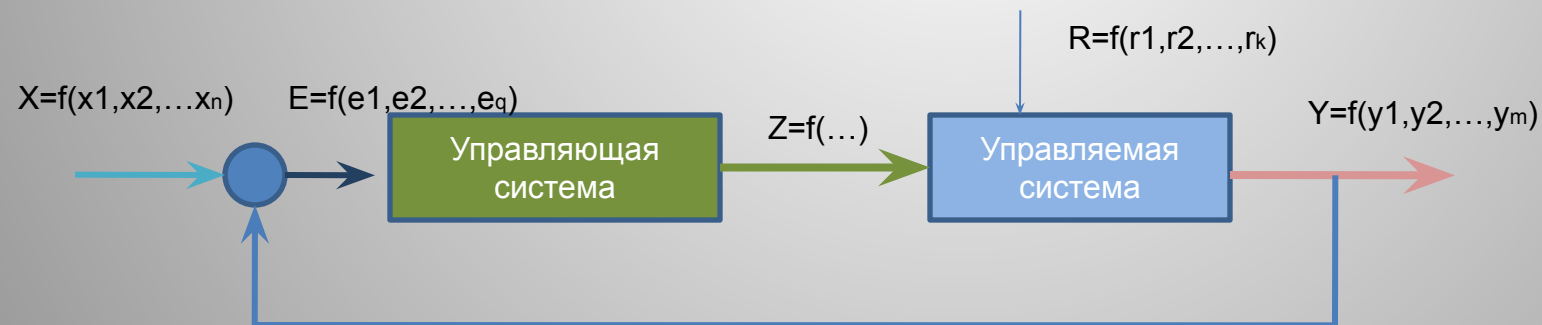 R=f(r1,r2,…,rk)
X=f(x1,x2,…xn)
E=f(e1,e2,…,eq)
Z=f(…)
Y=f(y1,y2,…,ym)
Управляющая
система
Управляемая
система